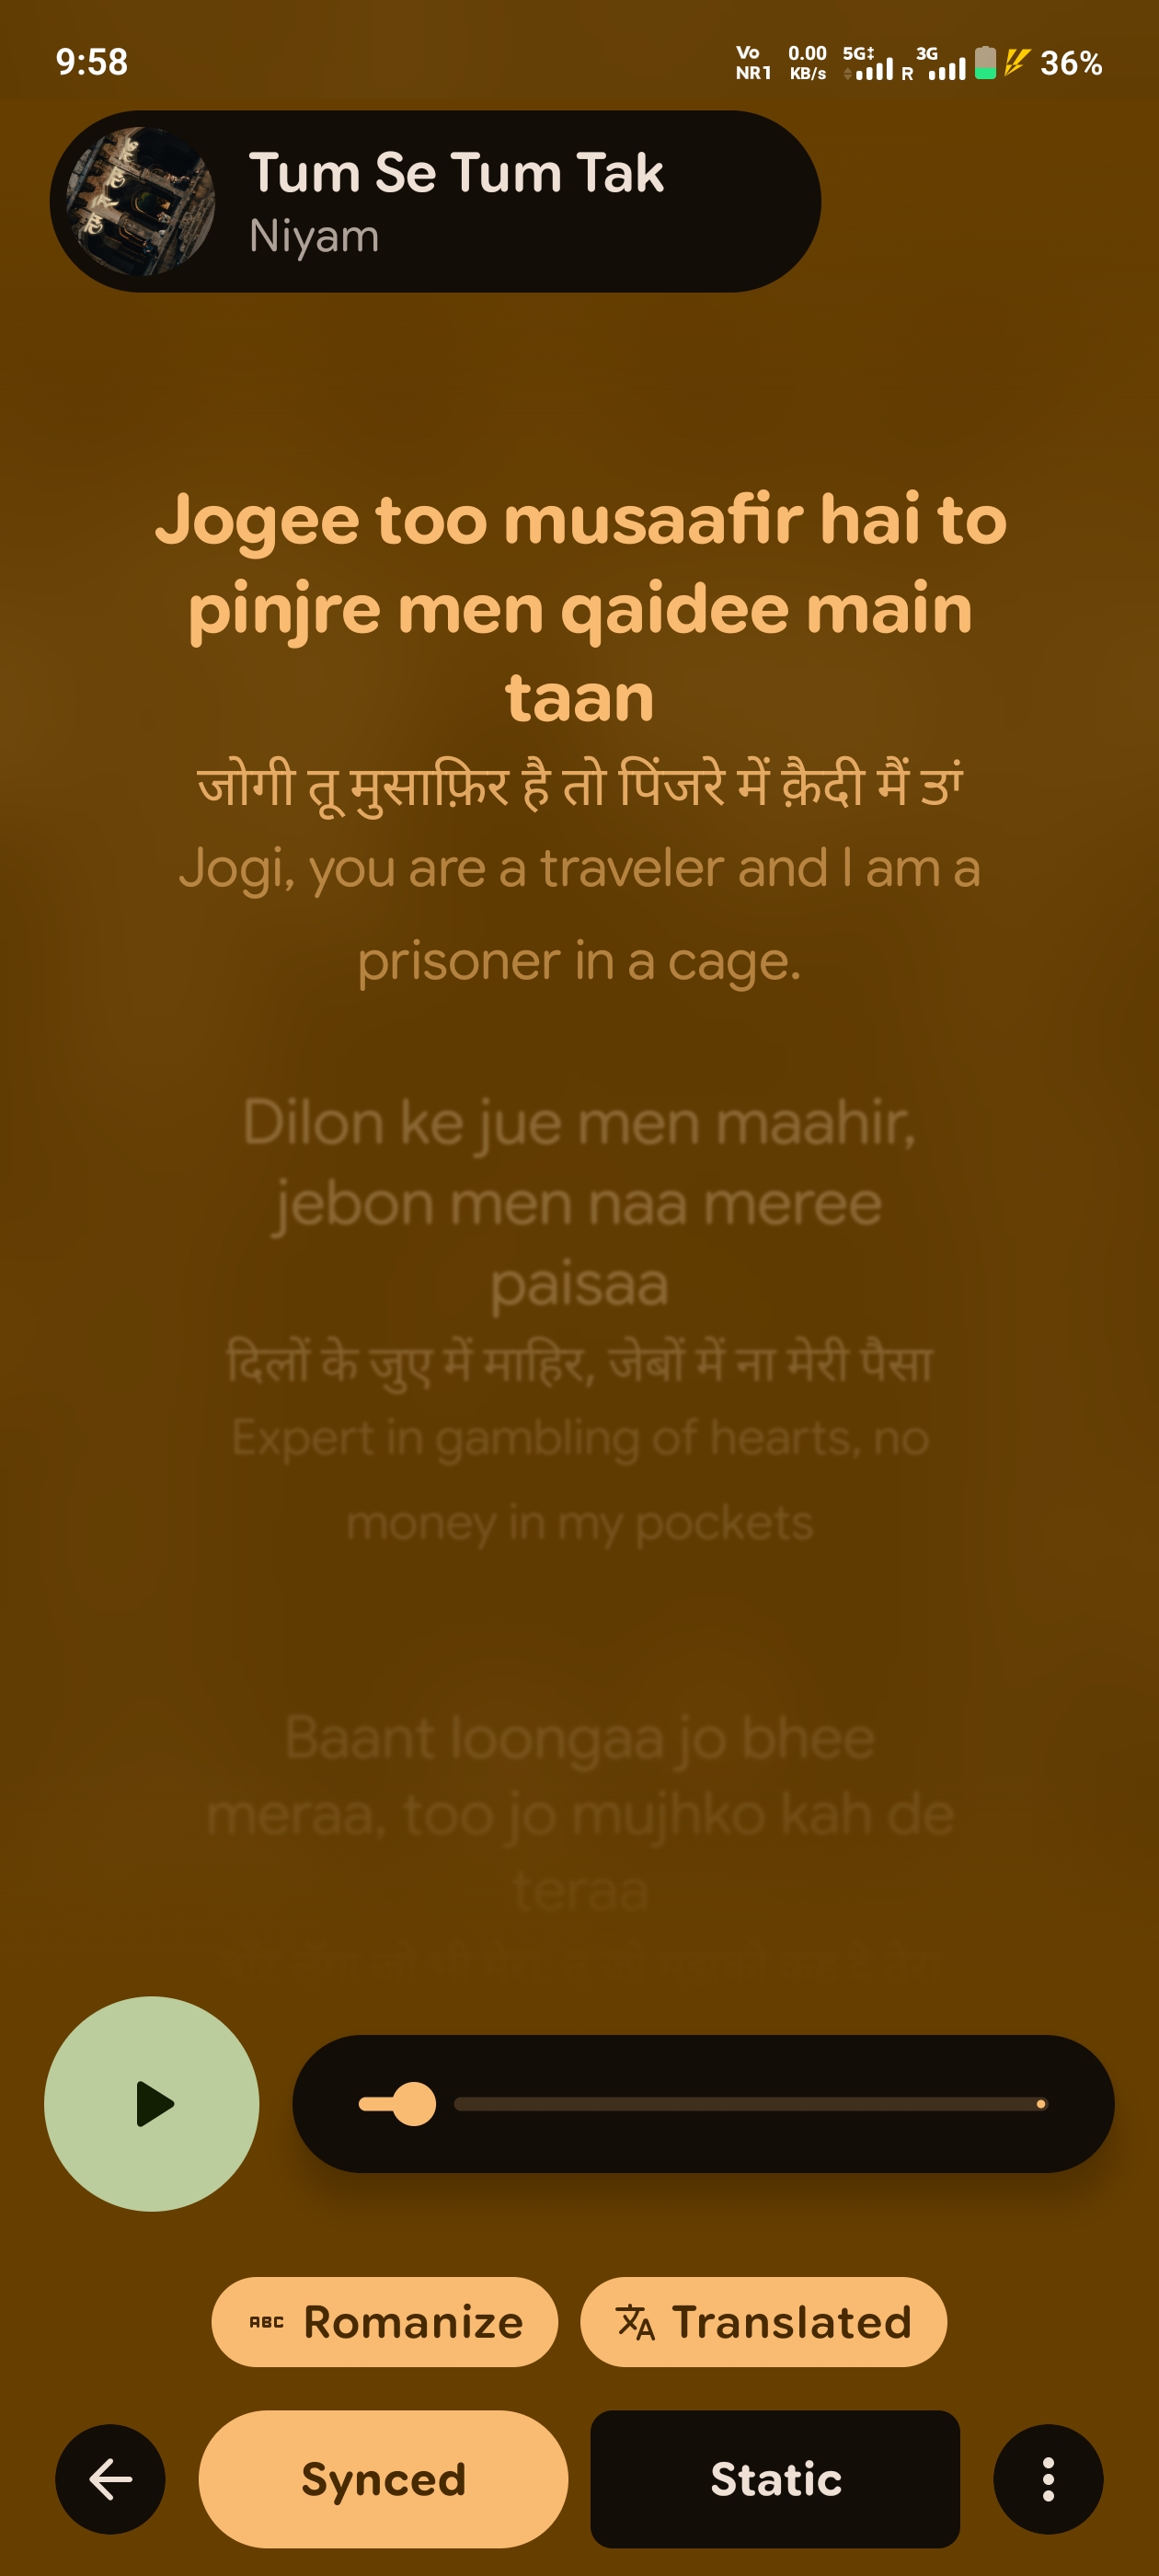 9:58
Vo NR1 0.00 KB/s 5G‡ R 3G 36%
Tum Se Tum Tak
Niyam
Jogee too musaafir hai to
pinjre men qaidee main
taan
जोगी तू मुसाफ़िर है तो पिंजरे में क़ैदी मैं ਤਾਂ
Jogi, you are a traveler and I am a
prisoner in a cage.
Dilon ke jue men maahir,
jebon men naa meree
paisaa
दिलों के जुए में माहिर, जेबों में ना मेरी पैसा
Expert in gambling of hearts, no
money in my pockets
Baant loongaa jo bhee
meraa, too jo mujhko kah de
teraa
ABC Romanize
Translated
Synced
Static